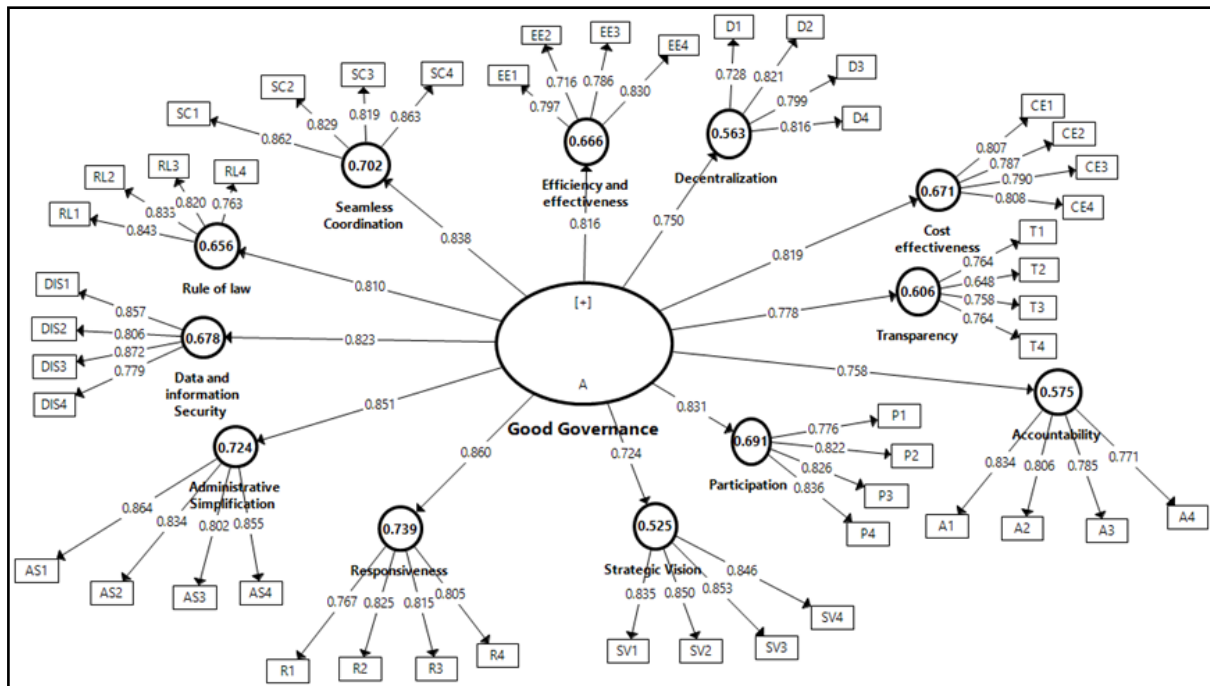 D1
D2
EE2
EE3
EE4
SC3
SC4
SC2
EE1
0.728
0.821
D3
0.716
0.786
0.830
0.799
SC1
0.819
0.863
0.797
0.816
D4
CE1
0.829
0.862
0.666
0.563
0.807
CE2
RL3
RL4
0.702
Efficiency and
effectiveness
Decentralization
0.787
CE3
RL2
0.671
0.790
0.808
CE4
RL1
0.820
0.763
0.833
0.843
Seamless
Coordination
0.816
0.750
Cost
effectiveness
T1
0.656
0.838
0.819
0.764
T2
DIS1
Rule of law
0.810
[+]
0.778
0.606
0.648
0.758
T3
0.857
DIS2
0.806
0.678
0.823
Transparency
0.764
T4
DIS3
0.872
0.779
DIS4
Data and
information
Security
A
0.758
0.575
0.851
0.831
P1
Good Governance
0.776
Accountability
0.724
0.860
0.724
0.691
0.822
P2
0.834
0.806
0.785
0.771
Administrative
Simplification
Participation
0.826
0.836
P3
0.864
0.834
0.802
0.855
0.739
0.525
P4
A1
A2
A3
A4
AS1
Responsiveness
Strategic Vision
0.846
AS2
AS3
AS4
0.767
0.825
0.815
0.805
0.835
0.850
0.853
SV4
R1
R2
R3
R4
SV1
SV2
SV3